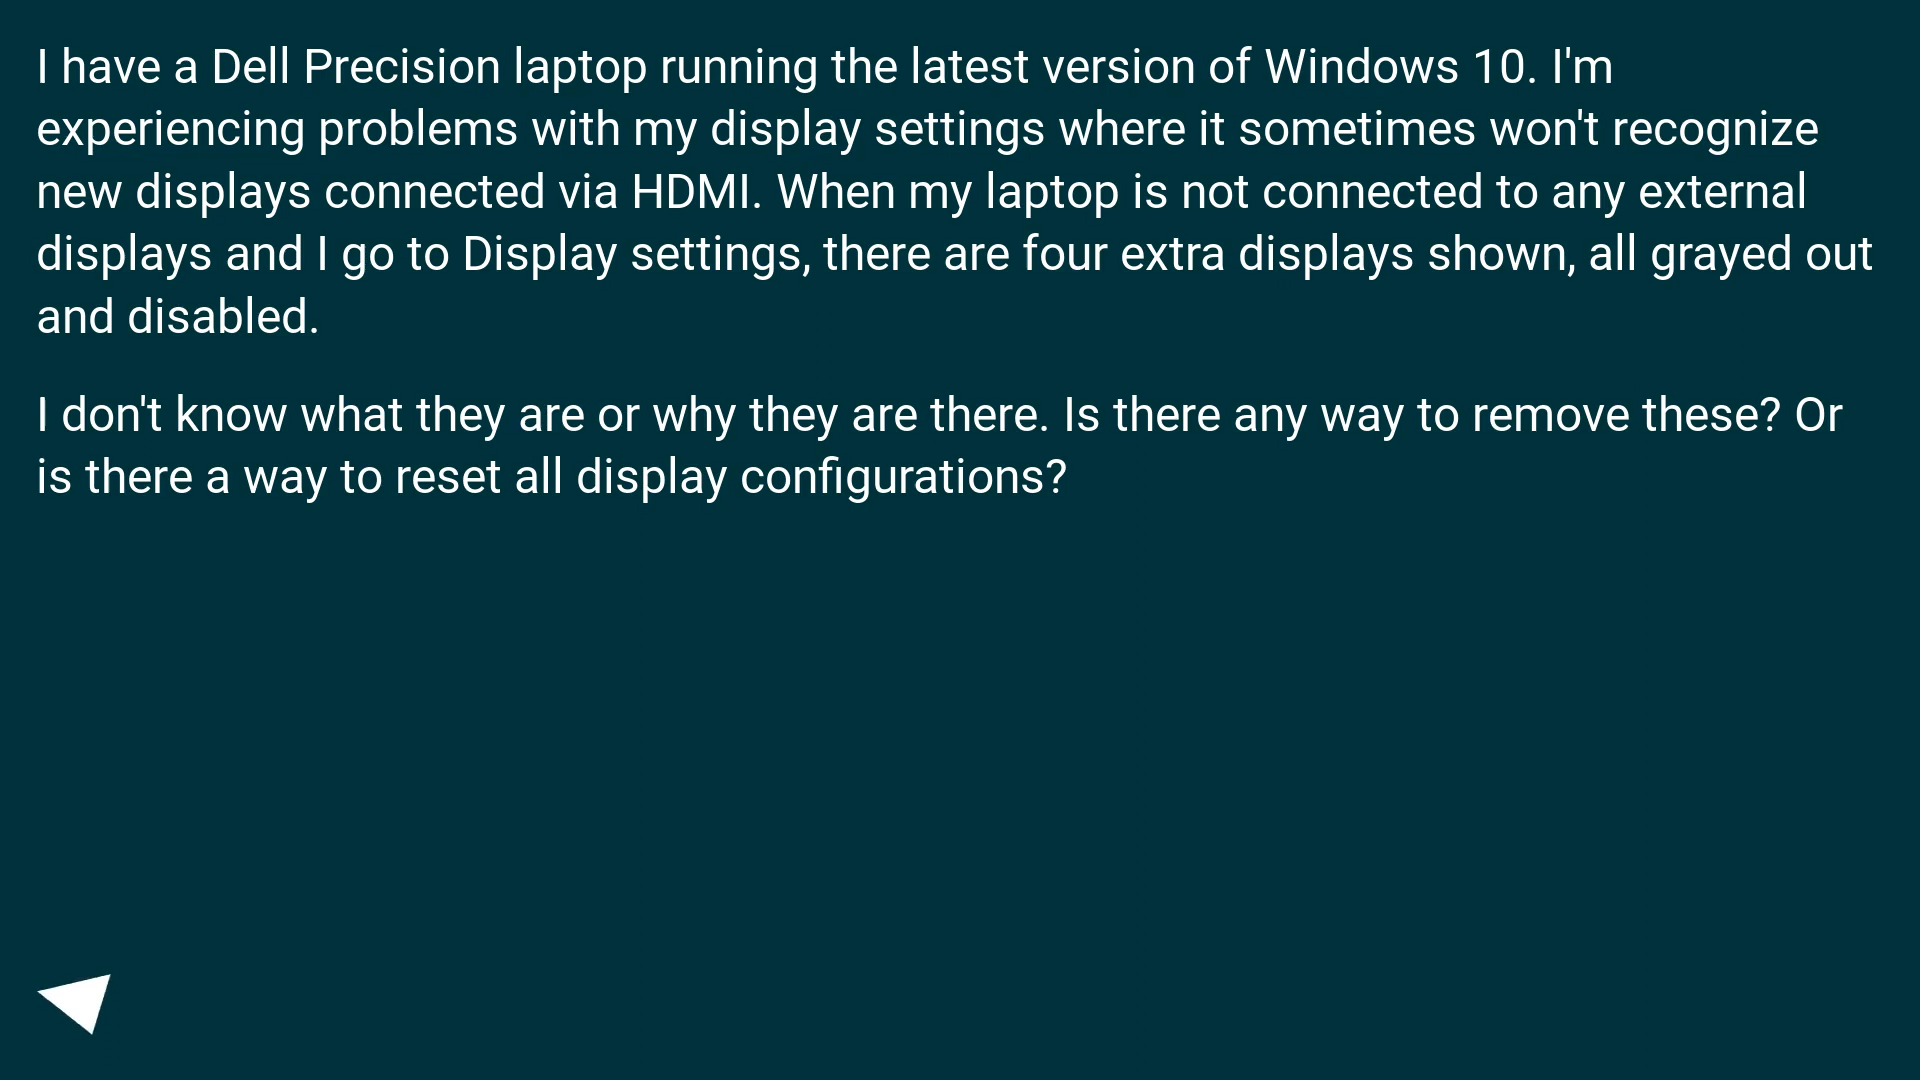 I have a Dell Precision laptop running the latest version of Windows 10. I'm
experiencing problems with my display settings where it sometimes won't recognize
new displays connected via HDMI. When my laptop is not connected to any external
displays and I go to Display settings, there are four extra displays shown, all grayed out
and disabled.
I don't know what they are or why they are there. Is there any way to remove these? Or
is there a way to reset all display configurations?